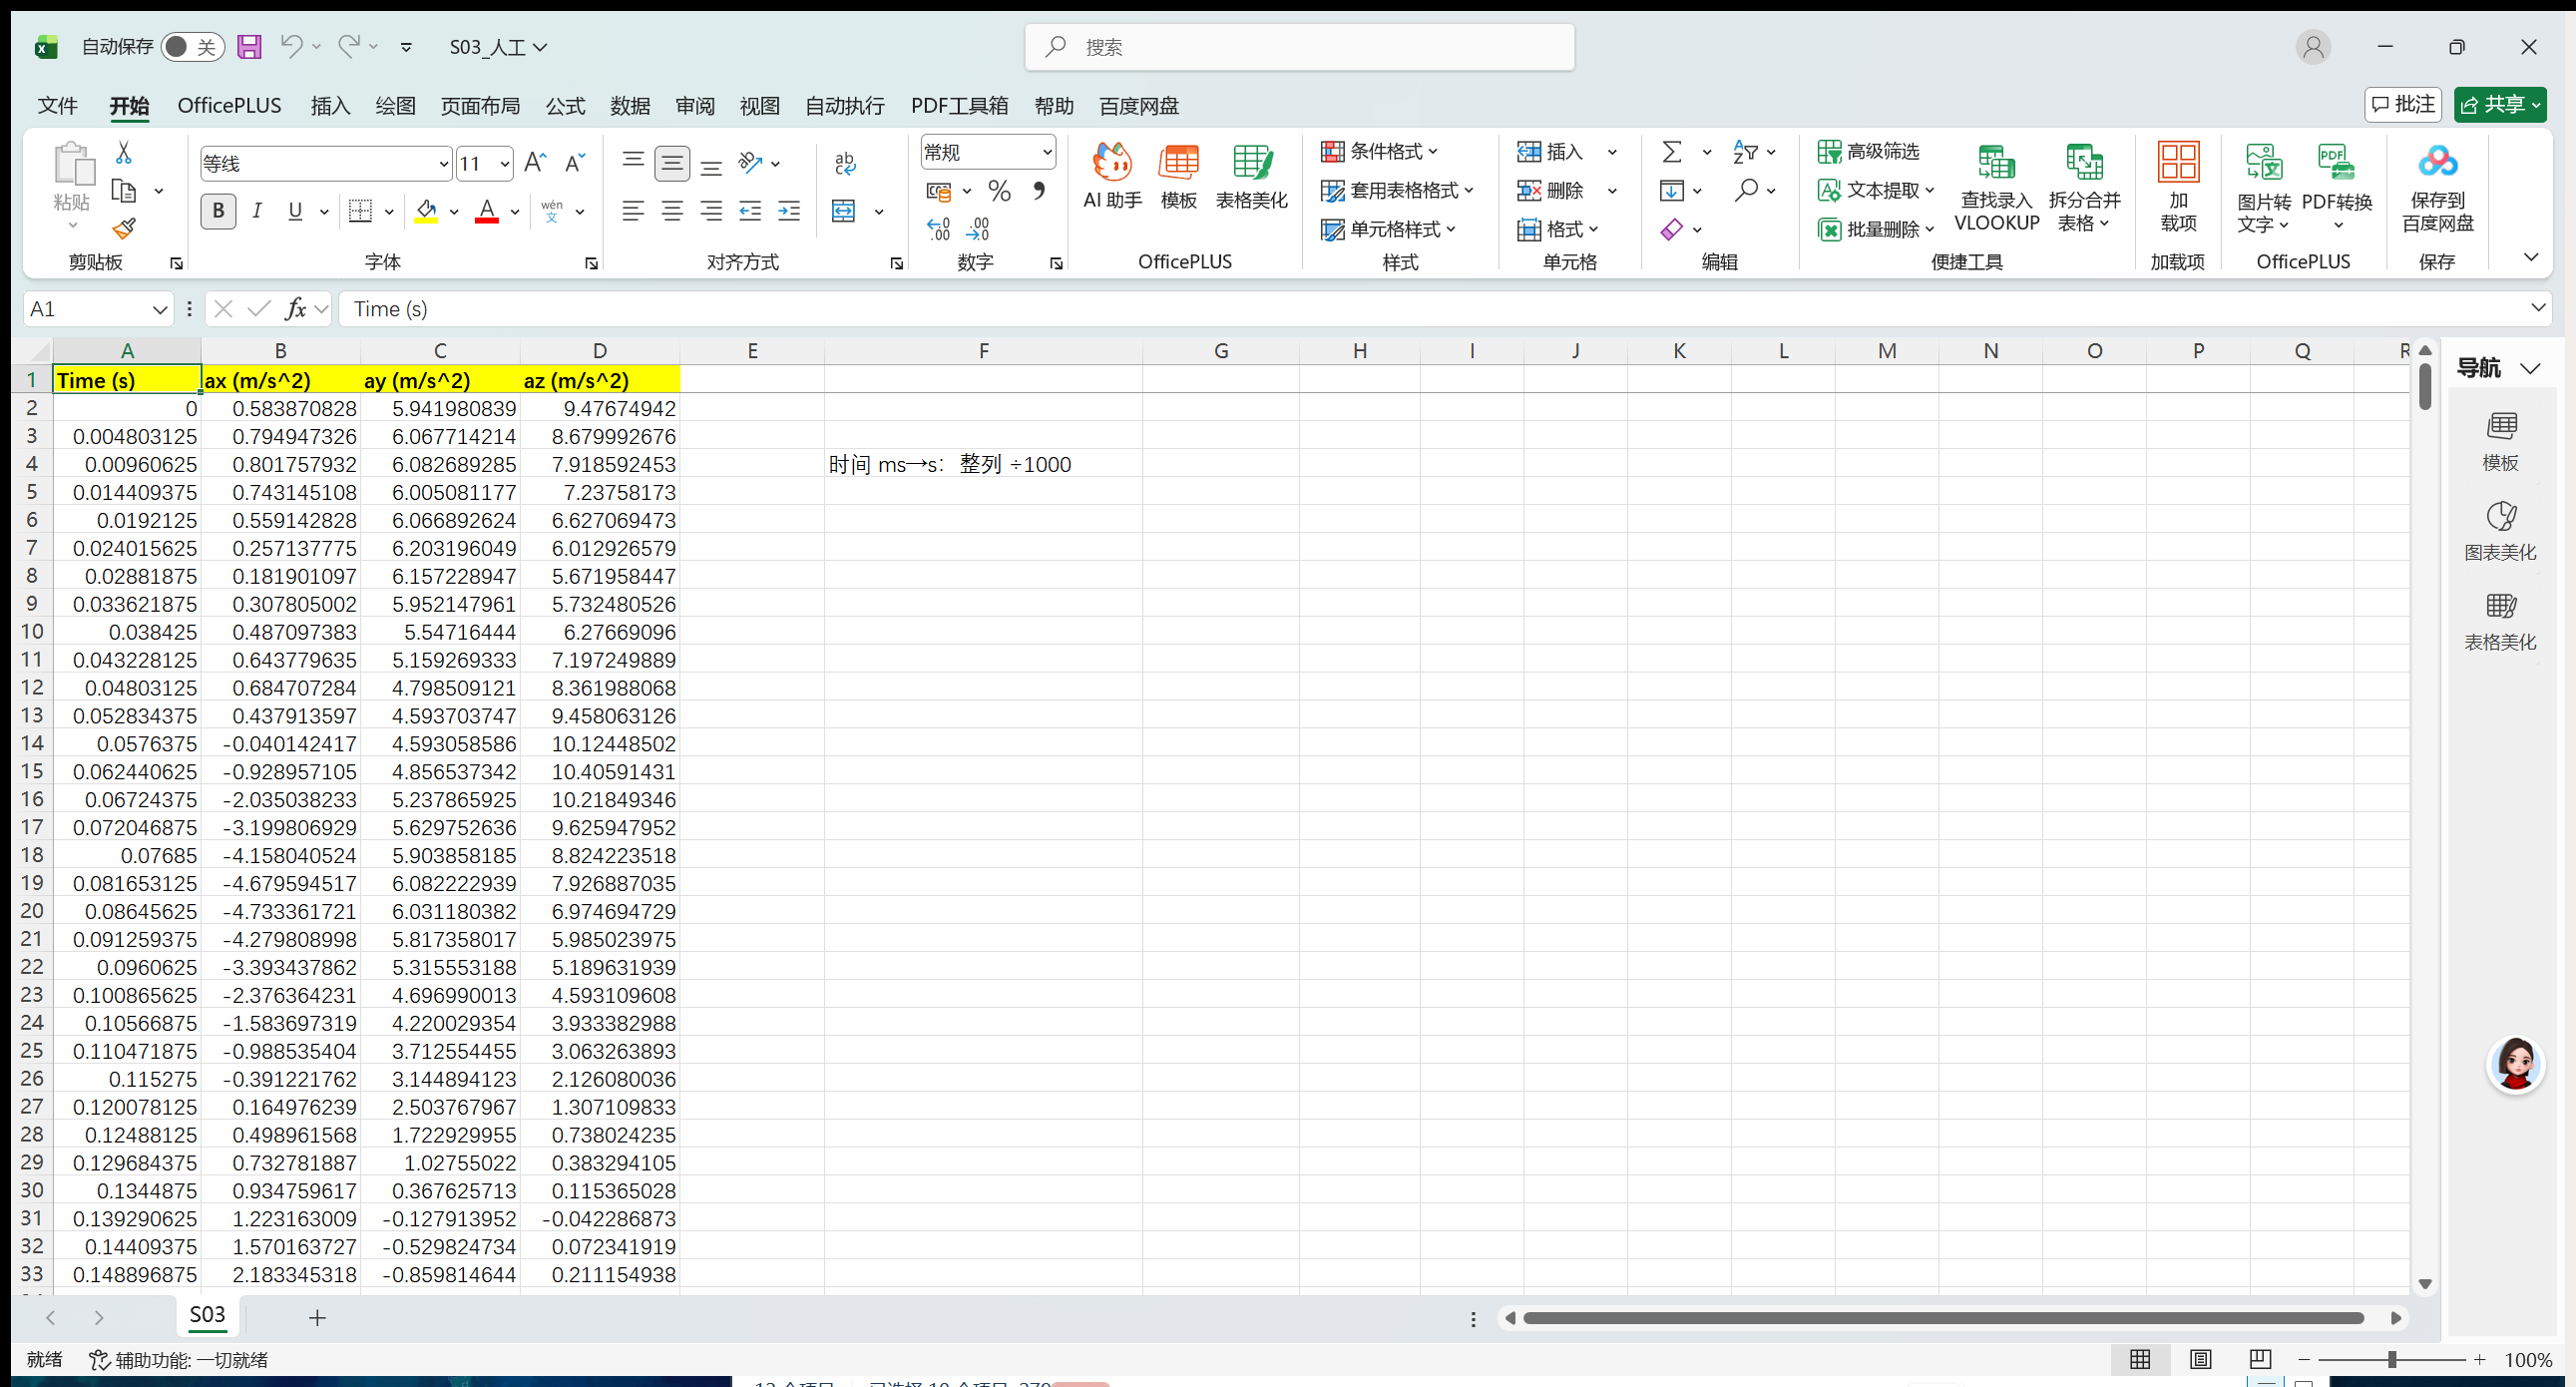 自动保存 关 S03_人工 搜索
文件 开始 OfficePLUS 插入 绘图 页面布局 公式 数据 审阅 视图 自动执行 PDF工具箱 帮助 百度网盘 批注 共享
粘贴 等线 11 B I U wén 文 ab 常规 % .00 .00 AI 助手 模板 表格美化 条件格式 套用表格格式 单元格样式 插入 删除 格式 高级筛选 文本提取 批量删除 查找录入 VLOOKUP 拆分合并 表格 加 载项 图片转 文字 PDF转换 保存到 百度网盘
剪贴板 字体 对齐方式 数字 OfficePLUS 样式 单元格 编辑 便捷工具 加载项 OfficePLUS 保存
A1 fx Time (s)
A B C D E F G H I J K L M N O P Q R
1 Time (s) ax (m/s^2) ay (m/s^2) az (m/s^2)
2 0 0.583870828 5.941980839 9.47674942
3 0.004803125 0.794947326 6.067714214 8.679992676
4 0.00960625 0.801757932 6.082689285 7.918592453 时间 ms→s: 整列 ÷1000
5 0.014409375 0.743145108 6.005081177 7.23758173
6 0.0192125 0.559142828 6.066892624 6.627069473
7 0.024015625 0.257137775 6.203196049 6.012926579
8 0.02881875 0.181901097 6.157228947 5.671958447
9 0.033621875 0.307805002 5.952147961 5.732480526
10 0.038425 0.487097383 5.54716444 6.27669096
11 0.043228125 0.643779635 5.159269333 7.197249889
12 0.04803125 0.684707284 4.798509121 8.361988068
13 0.052834375 0.437913597 4.593703747 9.458063126
14 0.0576375 -0.040142417 4.593058586 10.12448502
15 0.062440625 -0.928957105 4.856537342 10.40591431
16 0.06724375 -2.035038233 5.237865925 10.21849346
17 0.072046875 -3.199806929 5.629752636 9.625947952
18 0.07685 -4.158040524 5.903858185 8.824223518
19 0.081653125 -4.679594517 6.082222939 7.926887035
20 0.08645625 -4.733361721 6.031180382 6.974694729
21 0.091259375 -4.279808998 5.817358017 5.985023975
22 0.0960625 -3.393437862 5.315553188 5.189631939
23 0.100865625 -2.376364231 4.696990013 4.593109608
24 0.10566875 -1.583697319 4.220029354 3.933382988
25 0.110471875 -0.988535404 3.712554455 3.063263893
26 0.115275 -0.391221762 3.144894123 2.126080036
27 0.120078125 0.164976239 2.503767967 1.307109833
28 0.12488125 0.498961568 1.722929955 0.738024235
29 0.129684375 0.732781887 1.02755022 0.383294105
30 0.1344875 0.934759617 0.367625713 0.115365028
31 0.139290625 1.223163009 -0.127913952 -0.042286873
32 0.14409375 1.570163727 -0.529824734 0.072341919
33 0.148896875 2.183345318 -0.859814644 0.211154938
导航
模板
图表美化
表格美化
S03
就绪 辅助功能: 一切就绪 100%